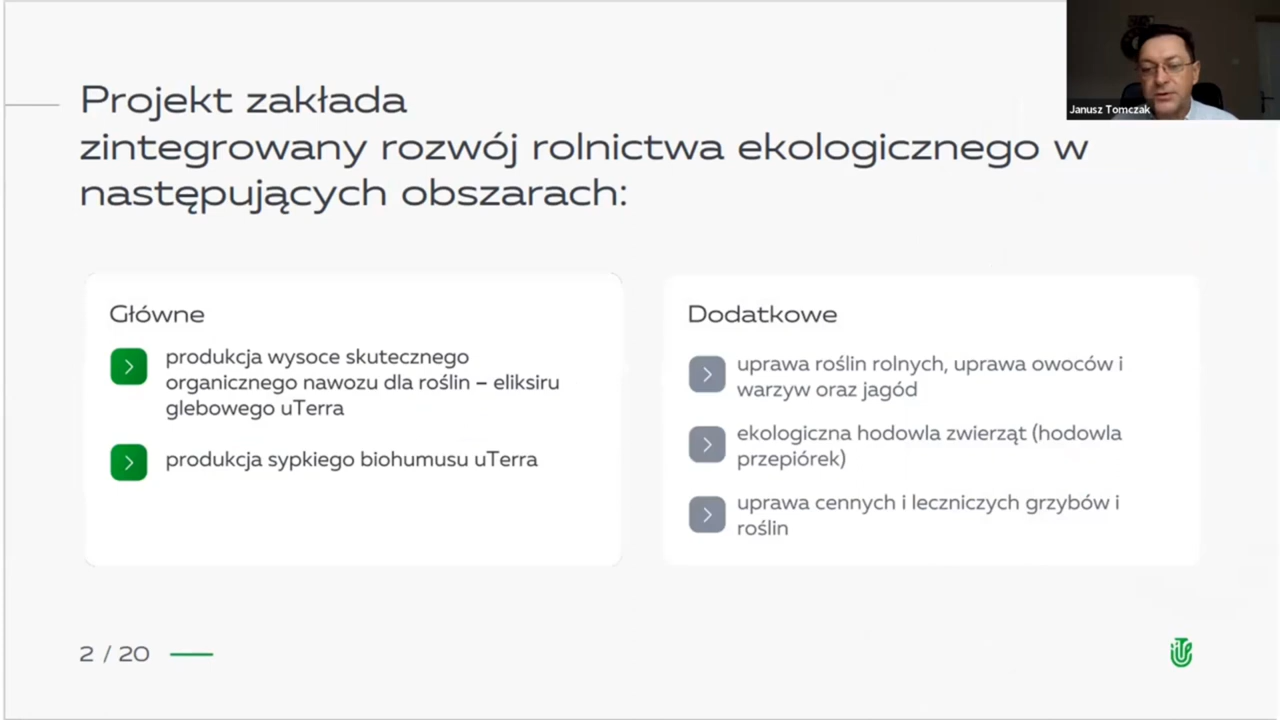 Janusz Tomczak
Projekt zakłada
zintegrowany rozwój rolnictwa ekologicznego w
następujących obszarach:
Główne
produkcja wysoce skutecznego
organicznego nawozu dla roślin – eliksiru
glebowego uTerra
produkcja sypkiego biohumusu uTerra
Dodatkowe
uprawa roślin rolnych, uprawa owoców i
warzyw oraz jagód
ekologiczna hodowla zwierząt (hodowla
przepiórek)
uprawa cennych i leczniczych grzybów i
roślin
2 / 20